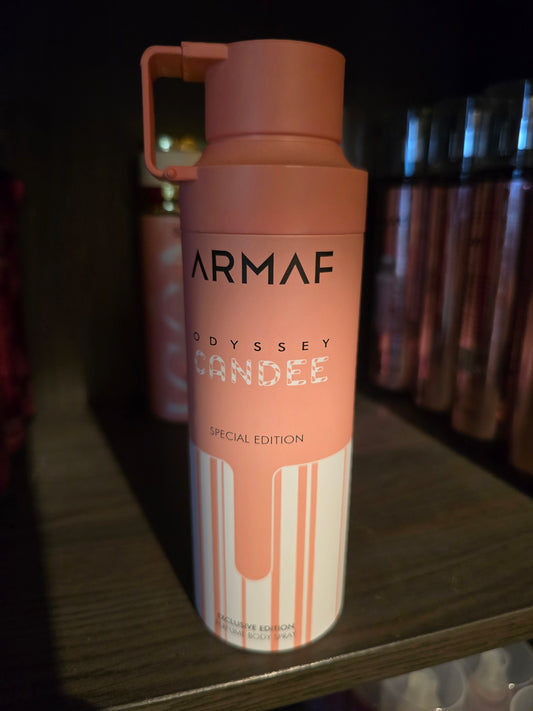 ARMAF
ODYSSEY
CANDEE
SPECIAL EDITION
EXCLUSIVE EDITION
PERFUME BODY SPRAY